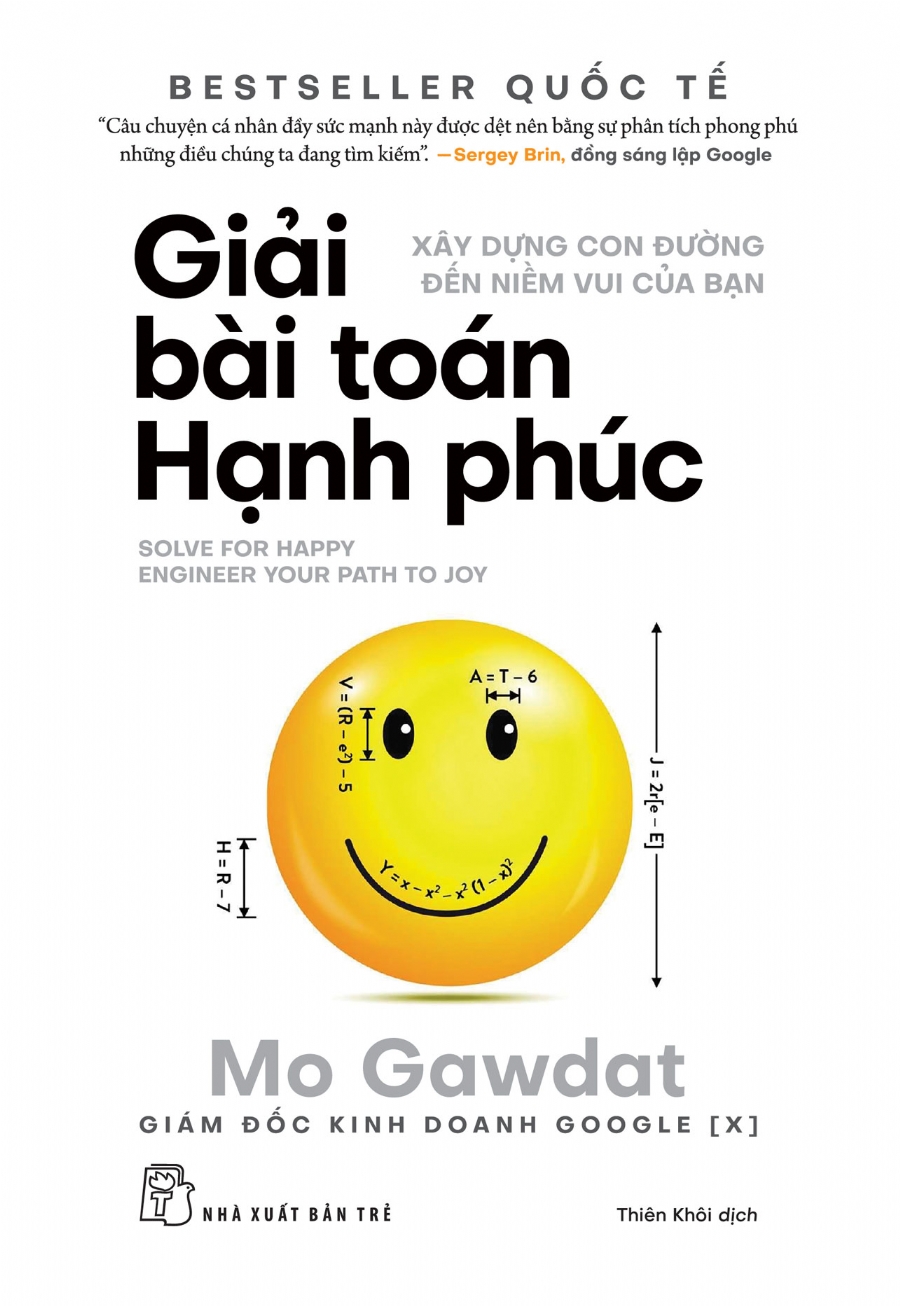 BESTSELLER QUỐC TẾ
“Câu chuyện cá nhân đầy sức mạnh này được dệt nên bằng sự phân tích phong phú
những điều chúng ta đang tìm kiếm”. —Sergey Brin, đồng sáng lập Google
Giải
bài toán
Hạnh phúc
XÂY DỰNG CON ĐƯỜNG
ĐẾN NIỀM VUI CỦA BẠN
SOLVE FOR HAPPY
ENGINEER YOUR PATH TO JOY
A = T – 6
V = (R – e²) – 5
J = 2r[e – E]
H = R – 7
Y = x – x² – x² (1 – x)²
Mo Gawdat
GIÁM ĐỐC KINH DOANH GOOGLE [X]
T
NHÀ XUẤT BẢN TRẺ
Thiên Khôi dịch